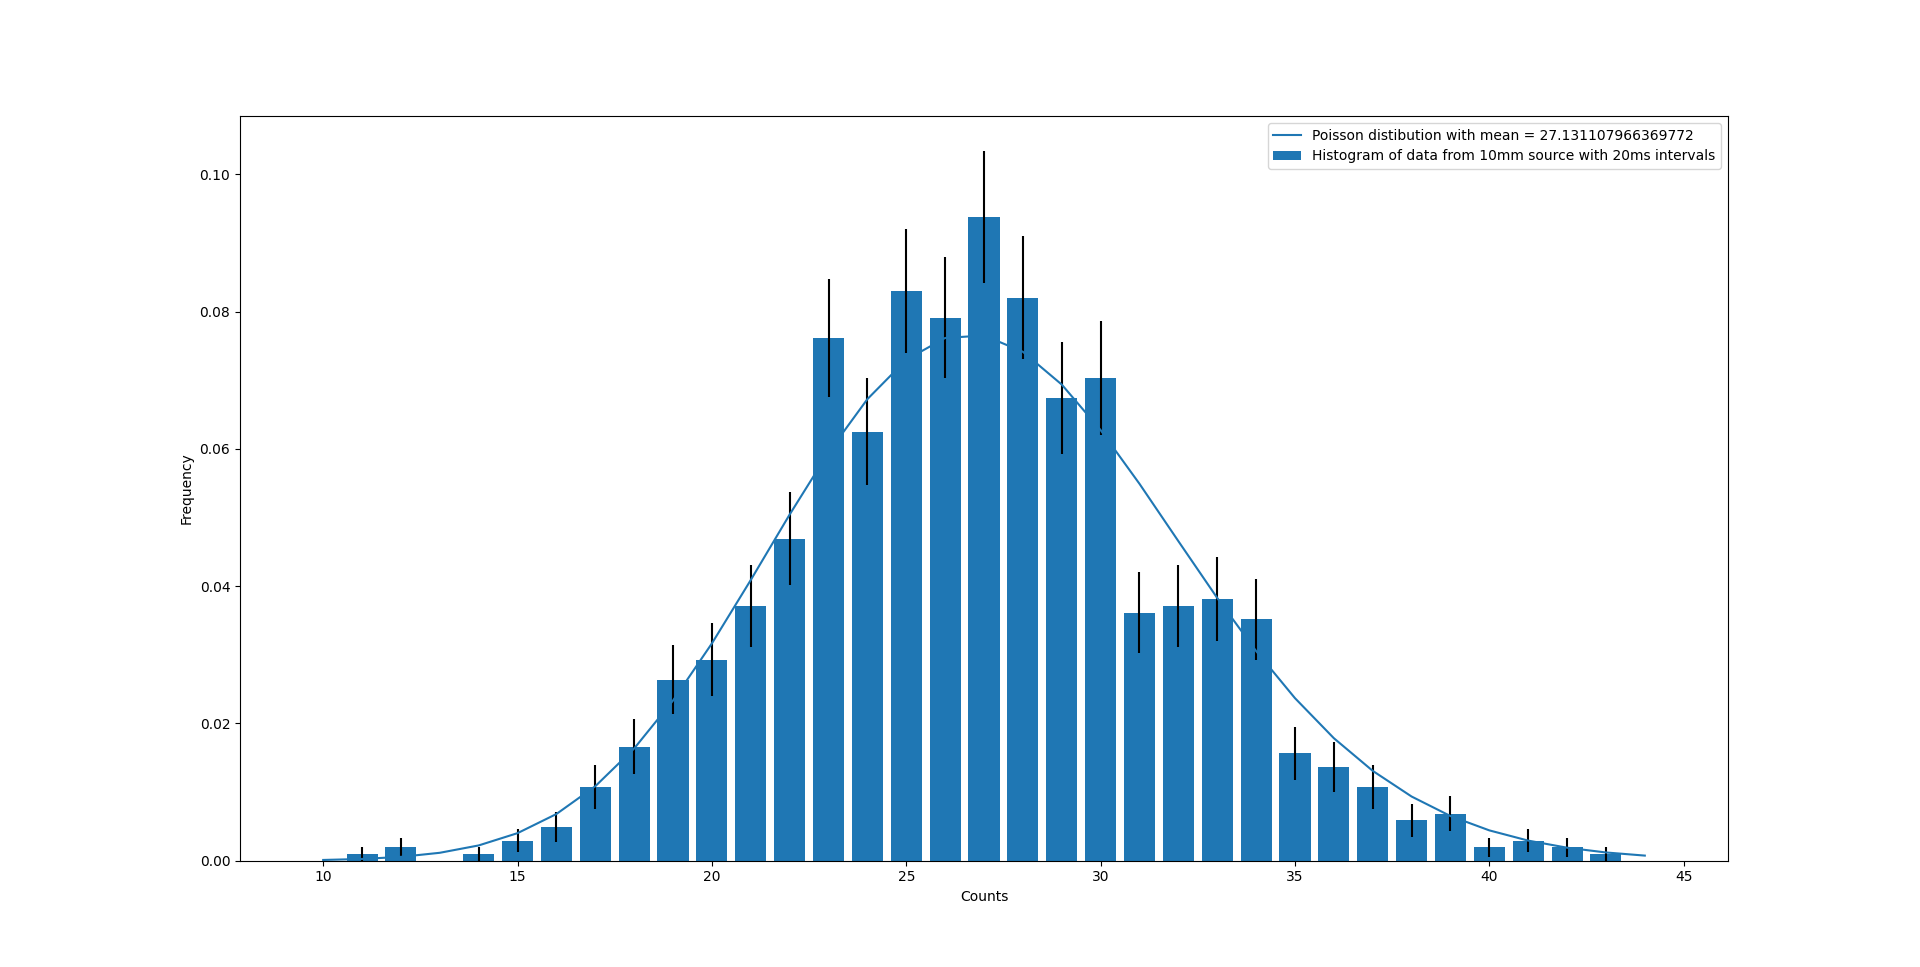 Poisson distibution with mean = 27.131107966369772
Histogram of data from 10mm source with 20ms intervals
0.10
0.08
0.06
0.04
0.02
0.00
Frequency
10 15 20 25 30 35 40 45
Counts